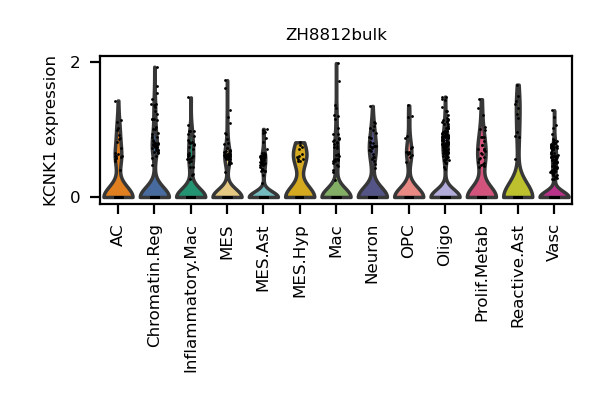 ZH8812bulk
KCNK1 expression
2
0
AC
Chromatin.Reg
Inflammatory.Mac
MES
MES.Ast
MES.Hyp
Mac
Neuron
OPC
Oligo
Prolif.Metab
Reactive.Ast
Vasc